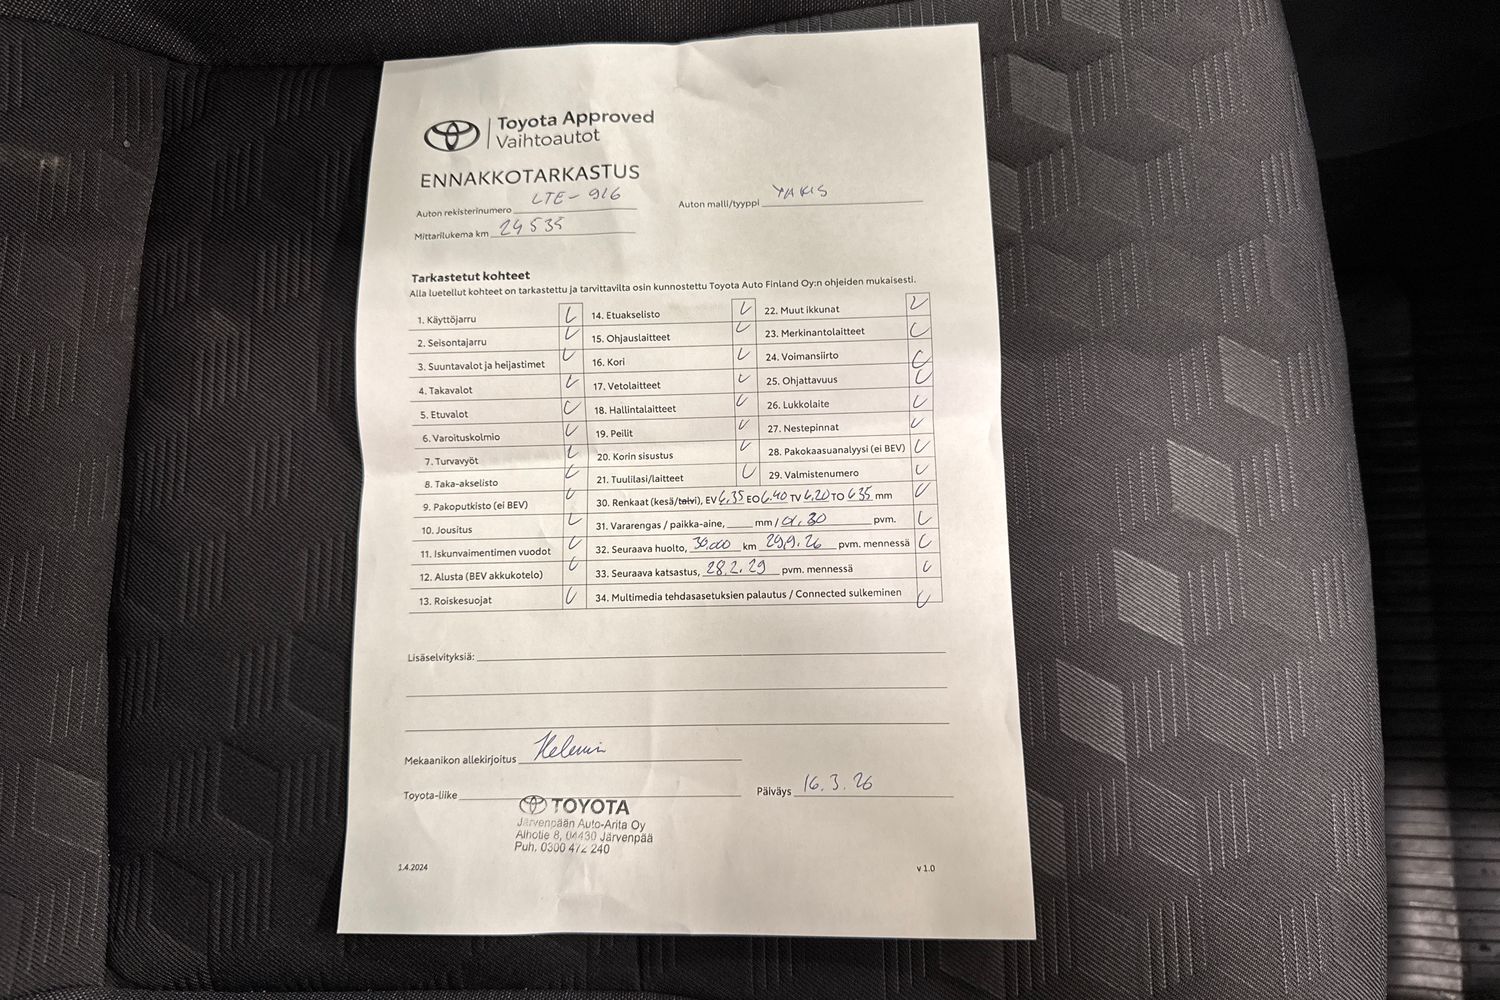 Toyota Approved
Vaihtoautot
ENNAKKOTARKASTUS
Auton rekisterinumero LTE-916
Auton malli/tyyppi YARIS
Mittarilukema km 24535
Tarkastetut kohteet
Alla luetellut kohteet on tarkastettu ja tarvittavilta osin kunnostettu Toyota Auto Finland Oy:n ohjeiden mukaisesti.
1. Käyttöjarru
2. Seisontajarru
3. Suuntavalot ja heijastimet
4. Takavalot
5. Etuvalot
6. Varoituskolmio
7. Turvavyöt
8. Taka-akselisto
9. Pakoputkisto (ei BEV)
10. Jousitus
11. Iskunvaimentimen vuodot
12. Alusta (BEV akkukotelo)
13. Roiskesuojat
14. Etuakselisto
15. Ohjauslaitteet
16. Kori
17. Vetolaitteet
18. Hallintalaitteet
19. Peilit
20. Korin sisustus
21. Tuulilasi/laitteet
22. Muut ikkunat
23. Merkinantolaitteet
24. Voimansiirto
25. Ohjattavuus
26. Lukkolaite
27. Nestepinnat
28. Pakokaasuanalyysi (ei BEV)
29. Valmistenumero
30. Renkaat (kesä/talvi), EV 6,35 EO 6.40 TV 6,20 TO 6 35 mm
31. Vararengas / paikka-aine, mm / 01.30 pvm.
32. Seuraava huolto, 30.000 km 29.9.26 pvm. mennessä
33. Seuraava katsastus, 28.2.29 pvm. mennessä
34. Multimedia tehdasasetuksien palautus / Connected sulkeminen
Lisäselvityksiä:
Mekaanikon allekirjoitus
Toyota-liike
Päiväys 16.3.26
TOYOTA
Järvenpään Auto-Arita Oy
Alhotie 8, 04430 Järvenpää
Puh. 0300 472 240
1.4.2024
v 1.0